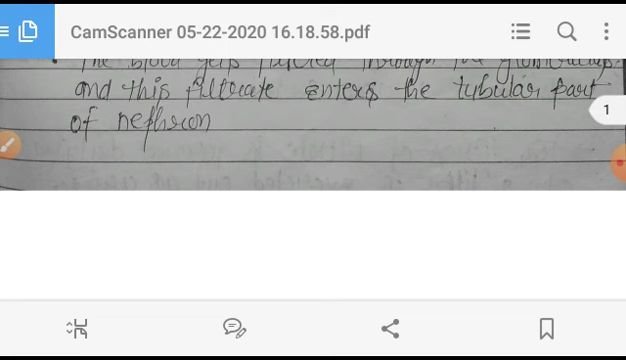 CamScanner 05-22-2020 16.18.58.pdf
The blood gets filtered through the glomerulus
and this filterate enters the tubular part
of nephron
1